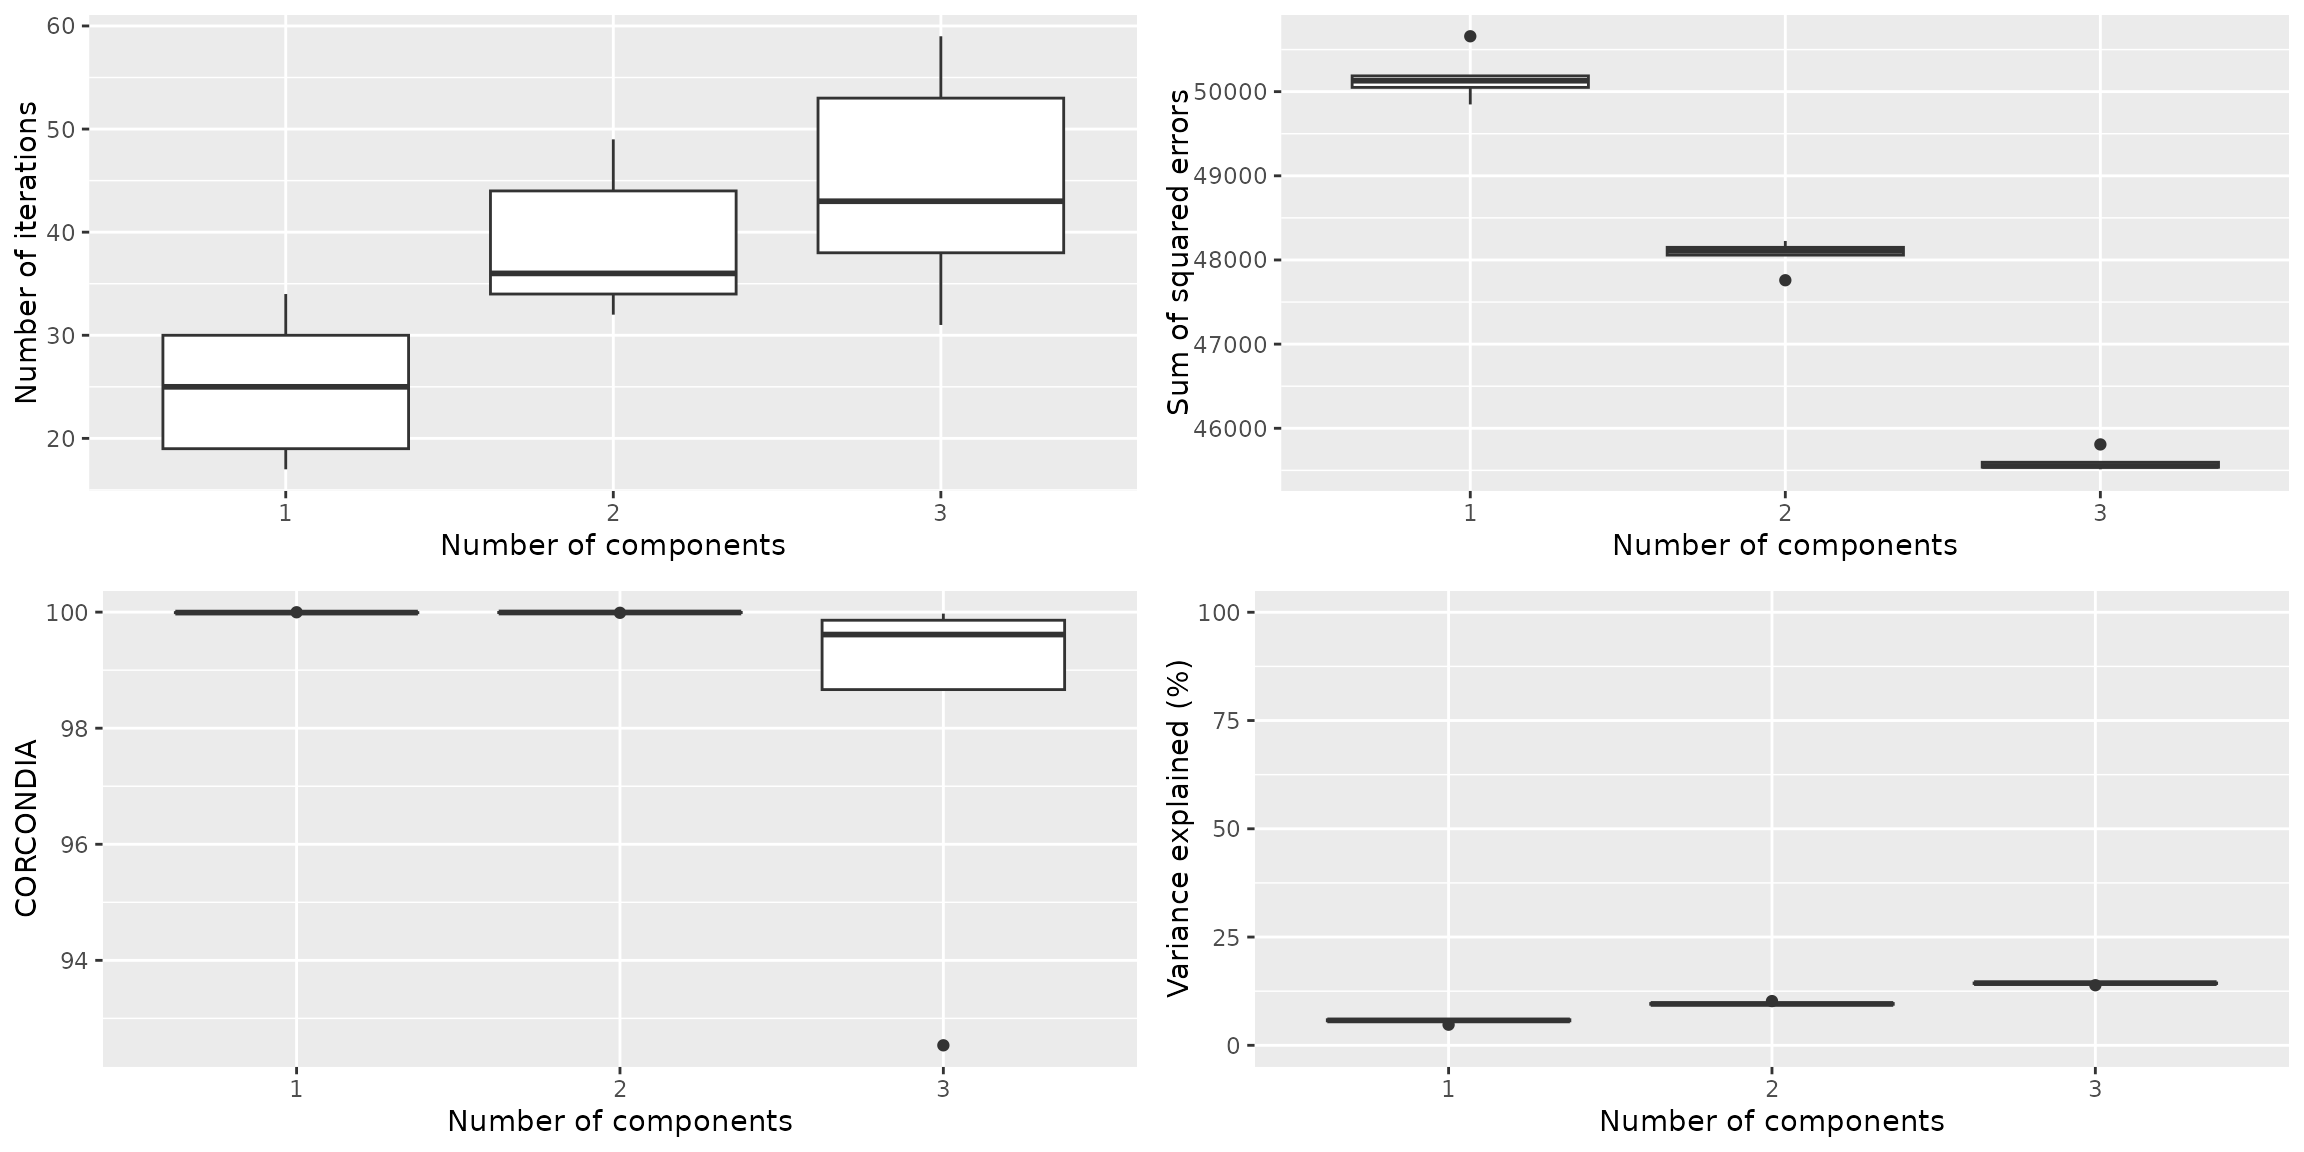 Number of iterations
60
50
40
30
20
1 2 3
Number of components
Sum of squared errors
50000
49000
48000
47000
46000
1 2 3
Number of components
CORCONDIA
100
98
96
94
1 2 3
Number of components
Variance explained (%)
100
75
50
25
0
1 2 3
Number of components